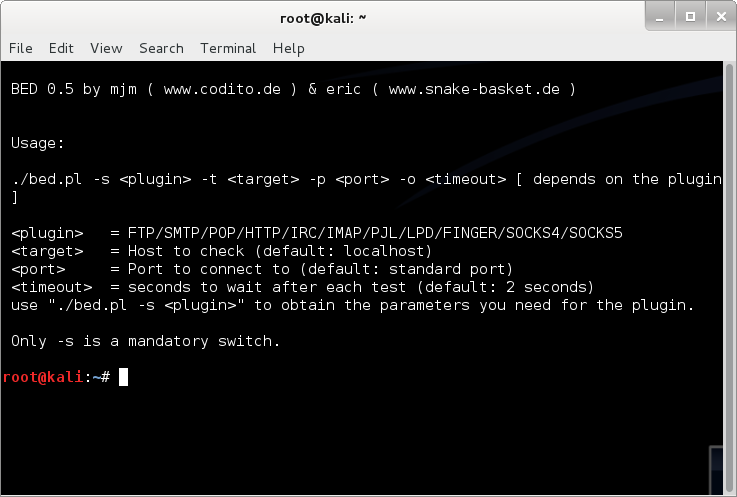 root@kali: ~
File Edit View Search Terminal Help
BED 0.5 by mjm ( www.codito.de ) & eric ( www.snake-basket.de )
Usage:
./bed.pl -s <plugin> -t <target> -p <port> -o <timeout> [ depends on the plugin
]
<plugin>   = FTP/SMTP/POP/HTTP/IRC/IMAP/PJL/LPD/FINGER/SOCKS4/SOCKS5
<target>   = Host to check (default: localhost)
<port>     = Port to connect to (default: standard port)
<timeout>  = seconds to wait after each test (default: 2 seconds)
use "./bed.pl -s <plugin>" to obtain the parameters you need for the plugin.
Only -s is a mandatory switch.
root@kali:~#